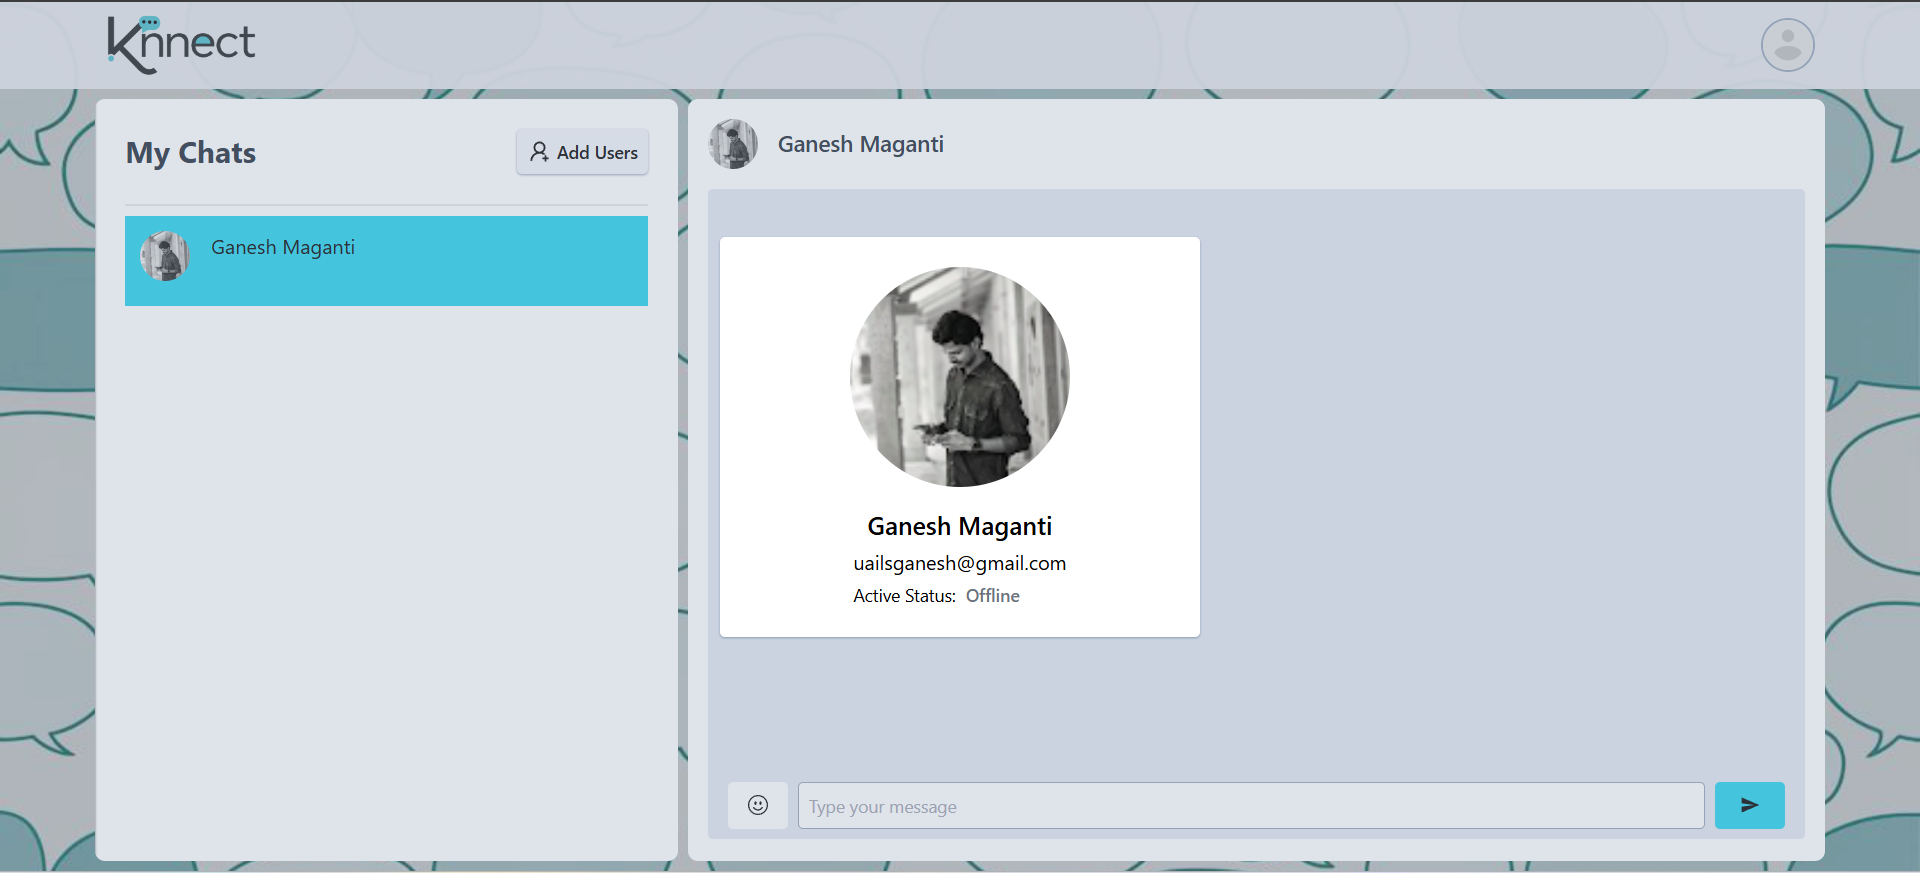 Knnect
My Chats
Add Users
Ganesh Maganti
Ganesh Maganti
Ganesh Maganti
uailsganesh@gmail.com
Active Status: Offline
Type your message